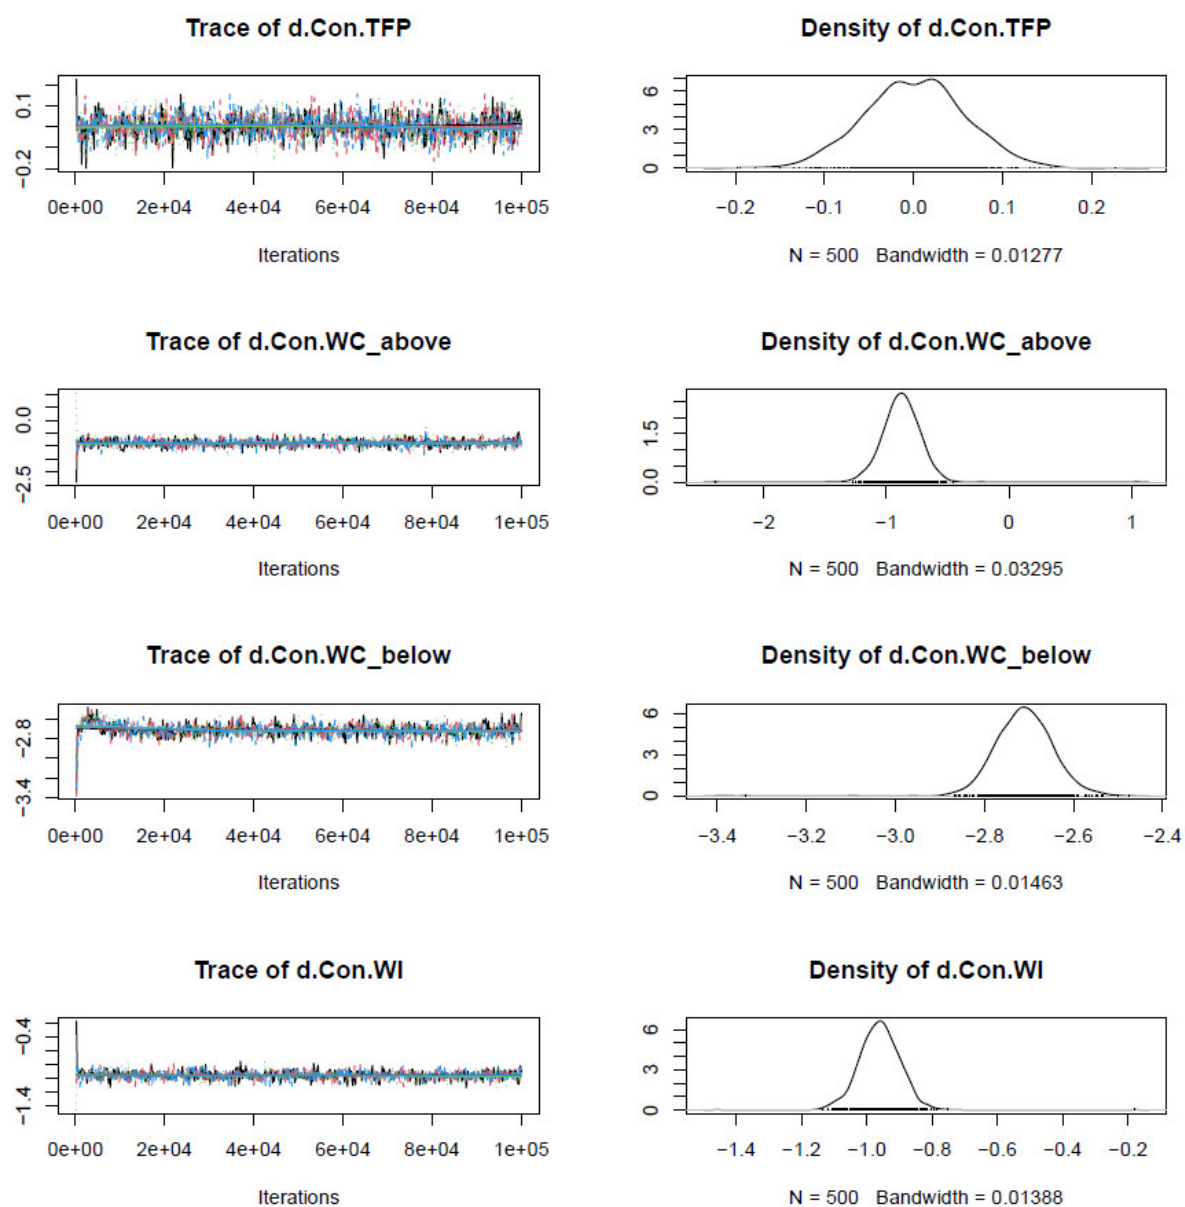 Trace of d.Con.TFP
Density of d.Con.TFP
0.1
−0.2
0e+00 2e+04 4e+04 6e+04 8e+04 1e+05
Iterations
6
3
0
−0.2 −0.1 0.0 0.1 0.2
N = 500 Bandwidth = 0.01277
Trace of d.Con.WC_above
Density of d.Con.WC_above
0.0
−2.5
0e+00 2e+04 4e+04 6e+04 8e+04 1e+05
Iterations
1.5
0.0
−2 −1 0 1
N = 500 Bandwidth = 0.03295
Trace of d.Con.WC_below
Density of d.Con.WC_below
−2.8
−3.4
0e+00 2e+04 4e+04 6e+04 8e+04 1e+05
Iterations
6
3
0
−3.4 −3.2 −3.0 −2.8 −2.6 −2.4
N = 500 Bandwidth = 0.01463
Trace of d.Con.WI
Density of d.Con.WI
−0.4
−1.4
0e+00 2e+04 4e+04 6e+04 8e+04 1e+05
Iterations
6
3
0
−1.4 −1.2 −1.0 −0.8 −0.6 −0.4 −0.2
N = 500 Bandwidth = 0.01388